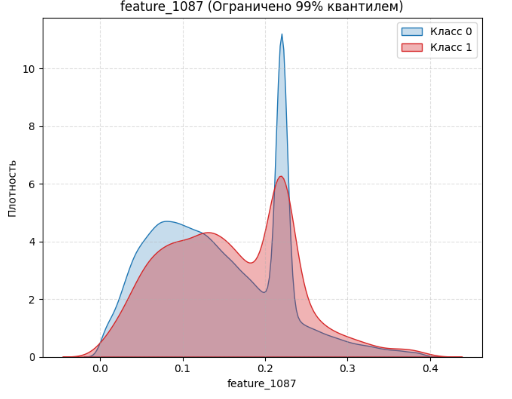 feature_1087 (Ограничено 99% квантилем)
Класс 0
Класс 1
Плотность
10
8
6
4
2
0
0.0 0.1 0.2 0.3 0.4
feature_1087